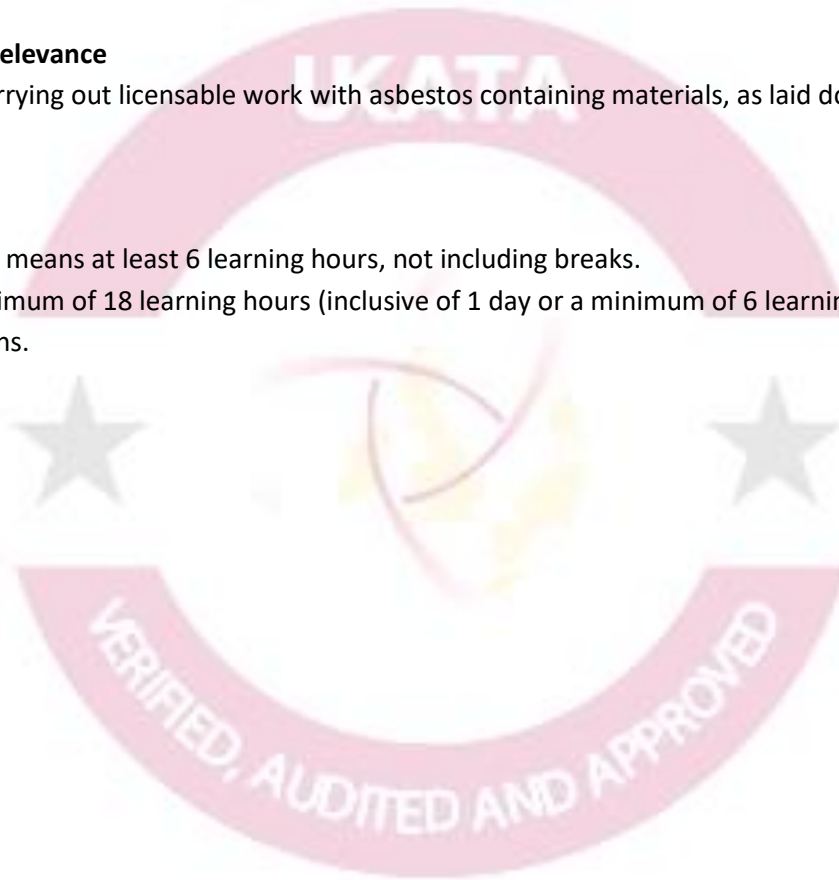 elevance
UKATA
rrying out licensable work with asbestos containing materials, as laid do
means at least 6 learning hours, not including breaks.
imum of 18 learning hours (inclusive of 1 day or a minimum of 6 learnin
ns.
VERIFIED, AUDITED AND APPROVED